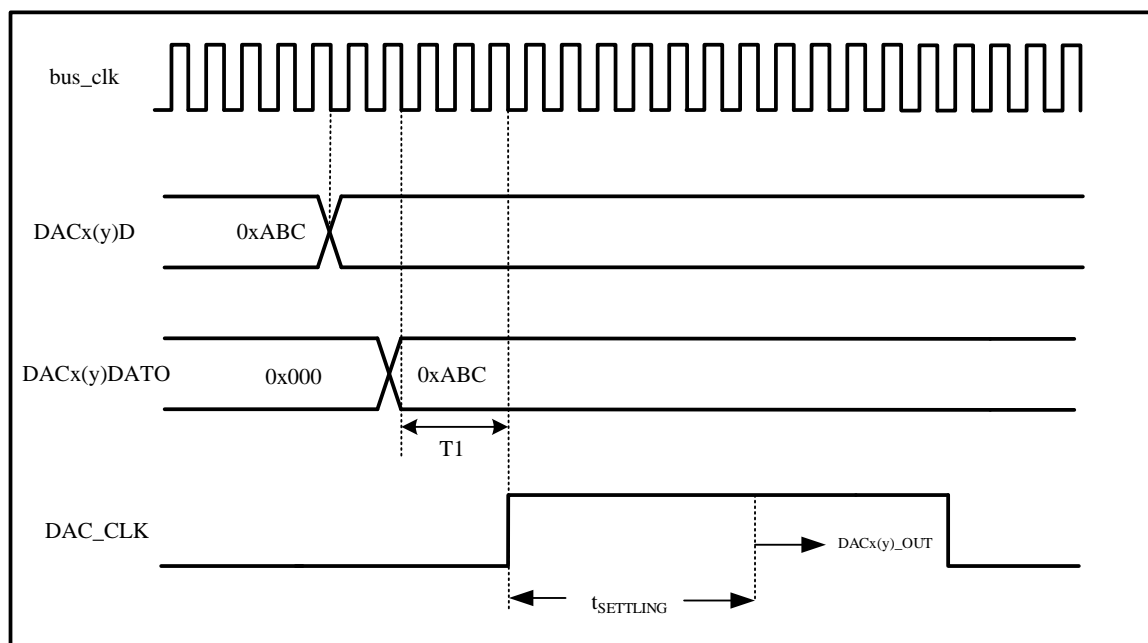 bus_clk
DACx(y)D
0xABC
DACx(y)DATO
0x000
0xABC
T1
DAC_CLK
DACx(y)_OUT
tSETTLING